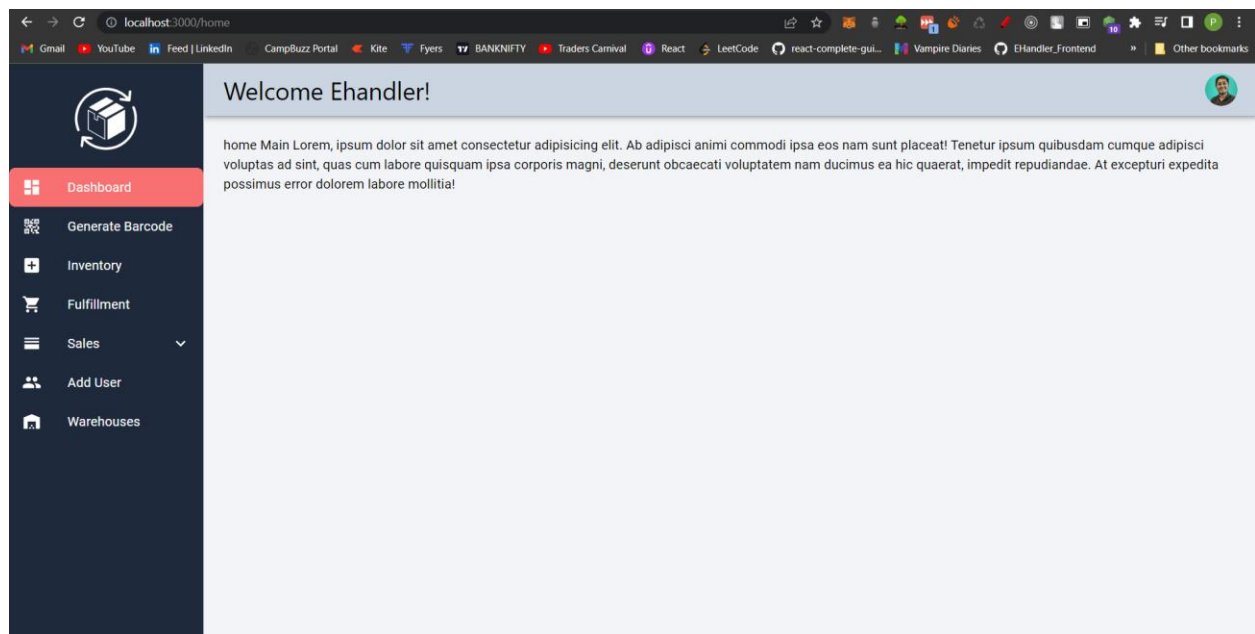 localhost:3000/home
1
10
P
Gmail YouTube in Feed | LinkedIn CampBuzz Portal Kite Fyers 17 BANKNIFTY Traders Carnival React LeetCode react-complete-gui... Vampire Diaries EHandler_Frontend » Other bookmarks
Welcome Ehandler!
home Main Lorem, ipsum dolor sit amet consectetur adipisicing elit. Ab adipisci animi commodi ipsa eos nam sunt placeat! Tenetur ipsum quibusdam cumque adipisci
voluptas ad sint, quas cum labore quisquam ipsa corporis magni, deserunt obcaecati voluptatem nam ducimus ea hic quaerat, impedit repudiandae. At excepturi expedita
possimus error dolorem labore mollitia!
Dashboard
Generate Barcode
Inventory
Fulfillment
Sales
Add User
Warehouses